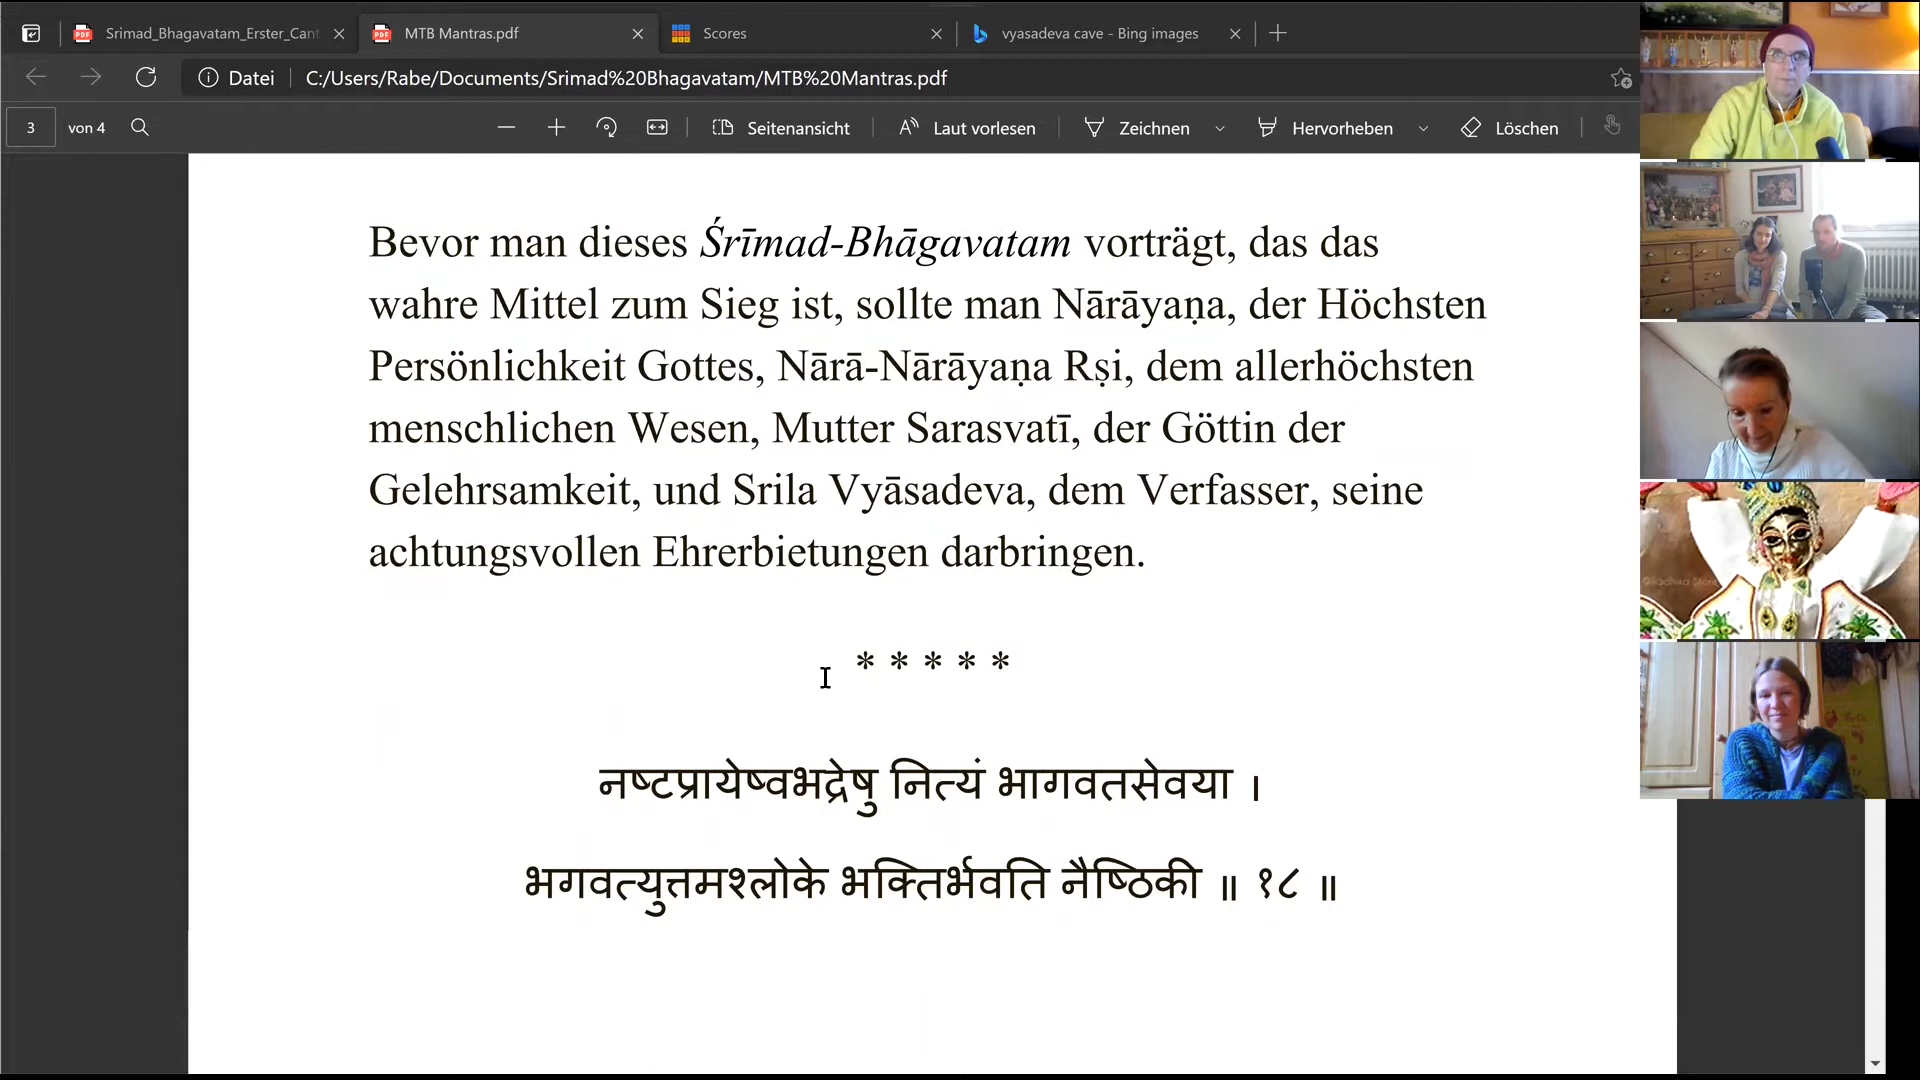 Srimad_Bhagavatam_Erster_Cant
MTB Mantras.pdf
Scores
vyasadeva cave - Bing images
Datei
C:/Users/Rabe/Documents/Srimad%20Bhagavatam/MTB%20Mantras.pdf
3 von 4
Seitenansicht
Laut vorlesen
Zeichnen
Hervorheben
Löschen
Bevor man dieses Śrīmad-Bhāgavatam vorträgt, das das
wahre Mittel zum Sieg ist, sollte man Nārāyaṇa, der Höchsten
Persönlichkeit Gottes, Nārā-Nārāyaṇa Rṣi, dem allerhöchsten
menschlichen Wesen, Mutter Sarasvatī, der Göttin der
Gelehrsamkeit, und Srila Vyāsadeva, dem Verfasser, seine
achtungsvollen Ehrerbietungen darbringen.
* * * * *
नष्टप्रायेष्वभद्रेषु नित्यं भागवतसेवया ।
भगवत्युत्तमश्लोके भक्तिर्भवति नैष्ठिकी ॥ १८ ॥